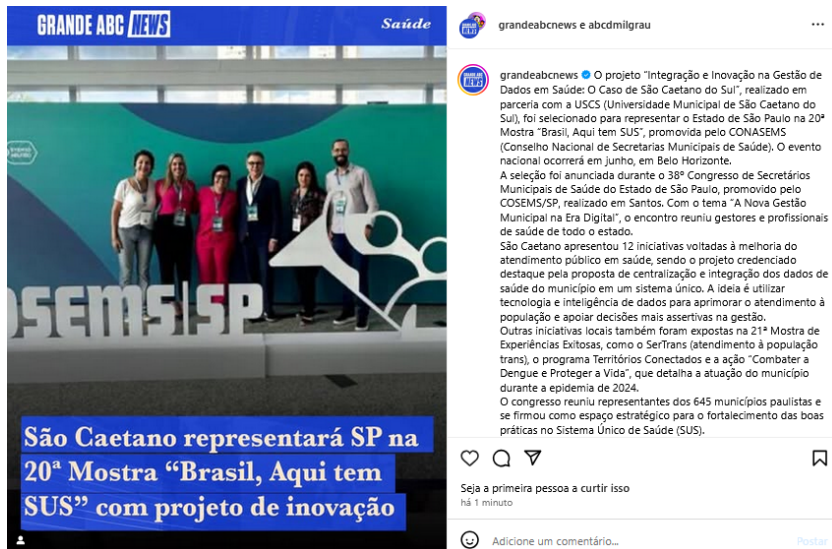 GRANDE ABC NEWS
Saúde
COSEMS|SP
São Caetano representará SP na
20ª Mostra “Brasil, Aqui tem
SUS” com projeto de inovação
grandeabcnews e abcdmilgrau
grandeabcnews O projeto “Integração e Inovação na Gestão de
Dados em Saúde: O Caso de São Caetano do Sul”, realizado em
parceria com a USCS (Universidade Municipal de São Caetano do
Sul), foi selecionado para representar o Estado de São Paulo na 20ª
Mostra “Brasil, Aqui tem SUS”, promovida pelo CONASEMS
(Conselho Nacional de Secretarias Municipais de Saúde). O evento
nacional ocorrerá em junho, em Belo Horizonte.
A seleção foi anunciada durante o 38º Congresso de Secretários
Municipais de Saúde do Estado de São Paulo, promovido pelo
COSEMS/SP, realizado em Santos. Com o tema “A Nova Gestão
Municipal na Era Digital”, o encontro reuniu gestores e profissionais
de saúde de todo o estado.
São Caetano apresentou 12 iniciativas voltadas à melhoria do
atendimento público em saúde, sendo o projeto credenciado
destaque pela proposta de centralização e integração dos dados de
saúde do município em um sistema único. A ideia é utilizar
tecnologia e inteligência de dados para aprimorar o atendimento à
população e apoiar decisões mais assertivas na gestão.
Outras iniciativas locais também foram expostas na 21ª Mostra de
Experiências Exitosas, como o SerTrans (atendimento à população
trans), o programa Territórios Conectados e a ação “Combater a
Dengue e Proteger a Vida”, que detalha a atuação do município
durante a epidemia de 2024.
O congresso reuniu representantes dos 645 municípios paulistas e
se firmou como espaço estratégico para o fortalecimento das boas
práticas no Sistema Único de Saúde (SUS).
Seja a primeira pessoa a curtir isso
há 1 minuto
Adicione um comentário...
Postar